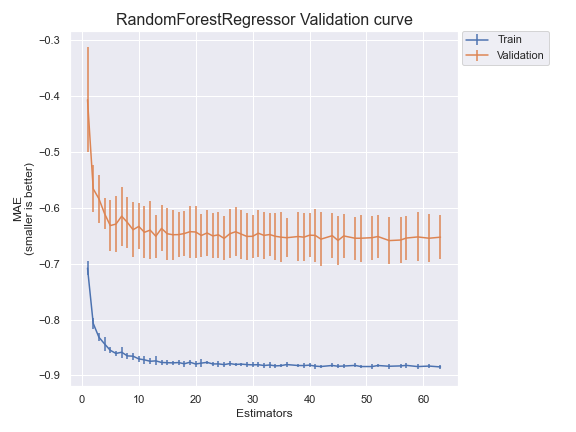 RandomForestRegressor Validation curve
Train
Validation
−0.3
−0.4
−0.5
−0.6
−0.7
−0.8
−0.9
MAE
(smaller is better)
0
10
20
30
40
50
60
Estimators